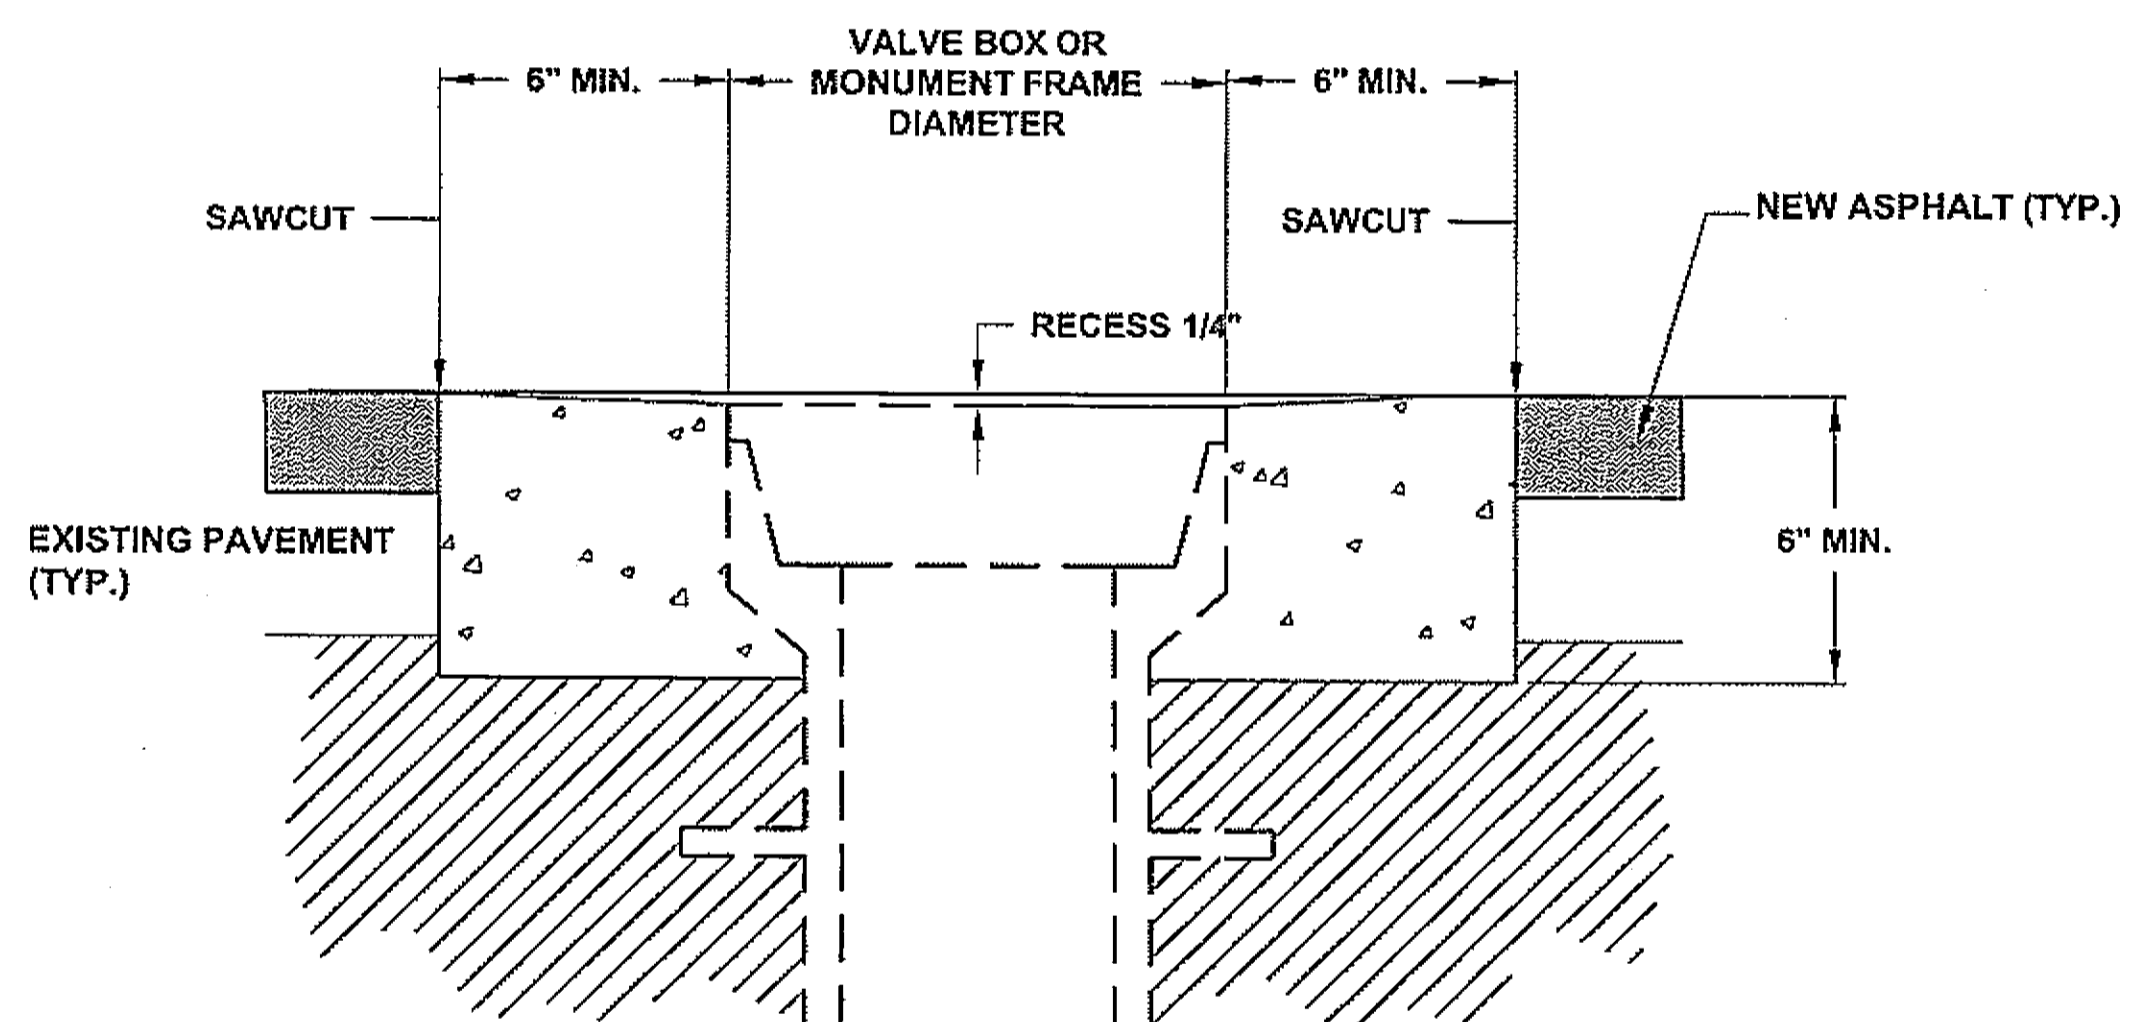 VALVE BOX OR
6" MIN.
MONUMENT FRAME
6" MIN.
DIAMETER
SAWCUT
SAWCUT
NEW ASPHALT (TYP.)
RECESS 1/4"
EXISTING PAVEMENT
(TYP.)
6" MIN.